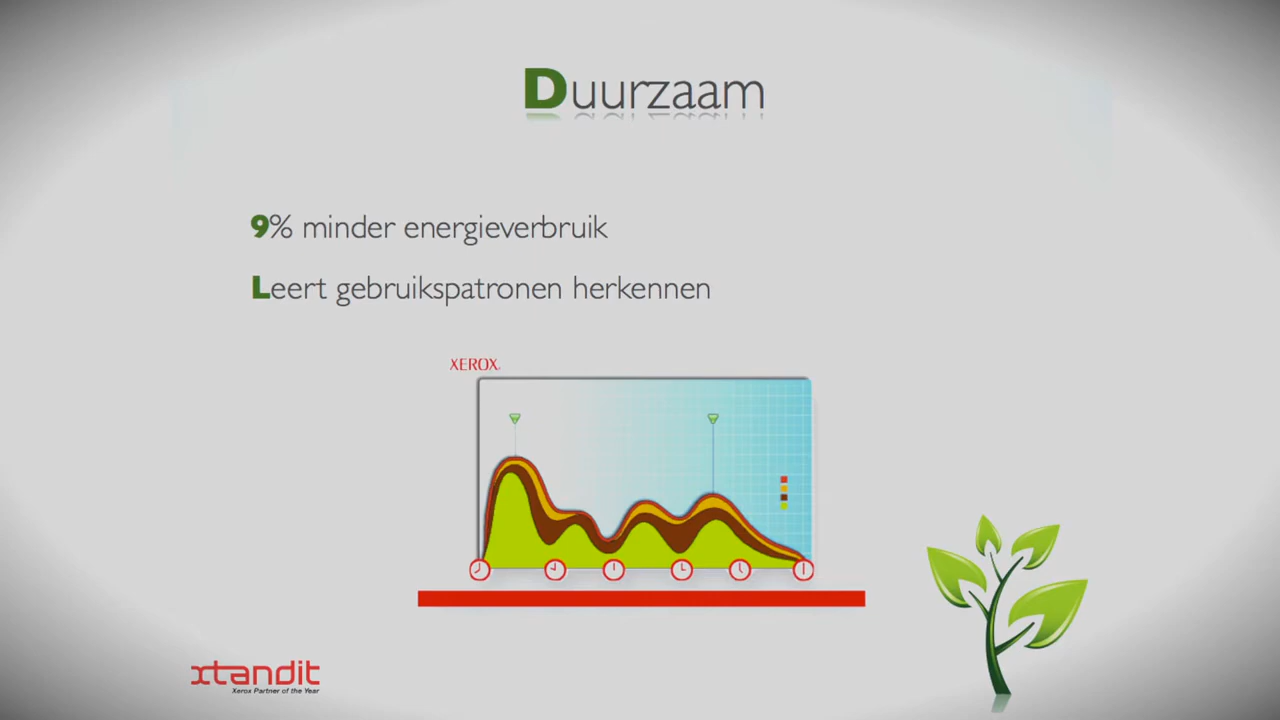 Duurzaam
9% minder energieverbruik
Leert gebruikspatronen herkennen
XEROX
xtandit
Xerox Partner of the Year